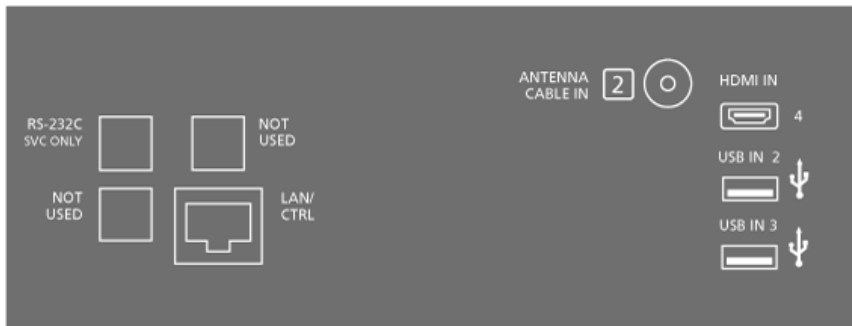 ANTENNA
CABLE IN
2
HDMI IN
4
RS-232C
SVC ONLY
NOT
USED
USB IN 2
NOT
USED
LAN/
CTRL
USB IN 3